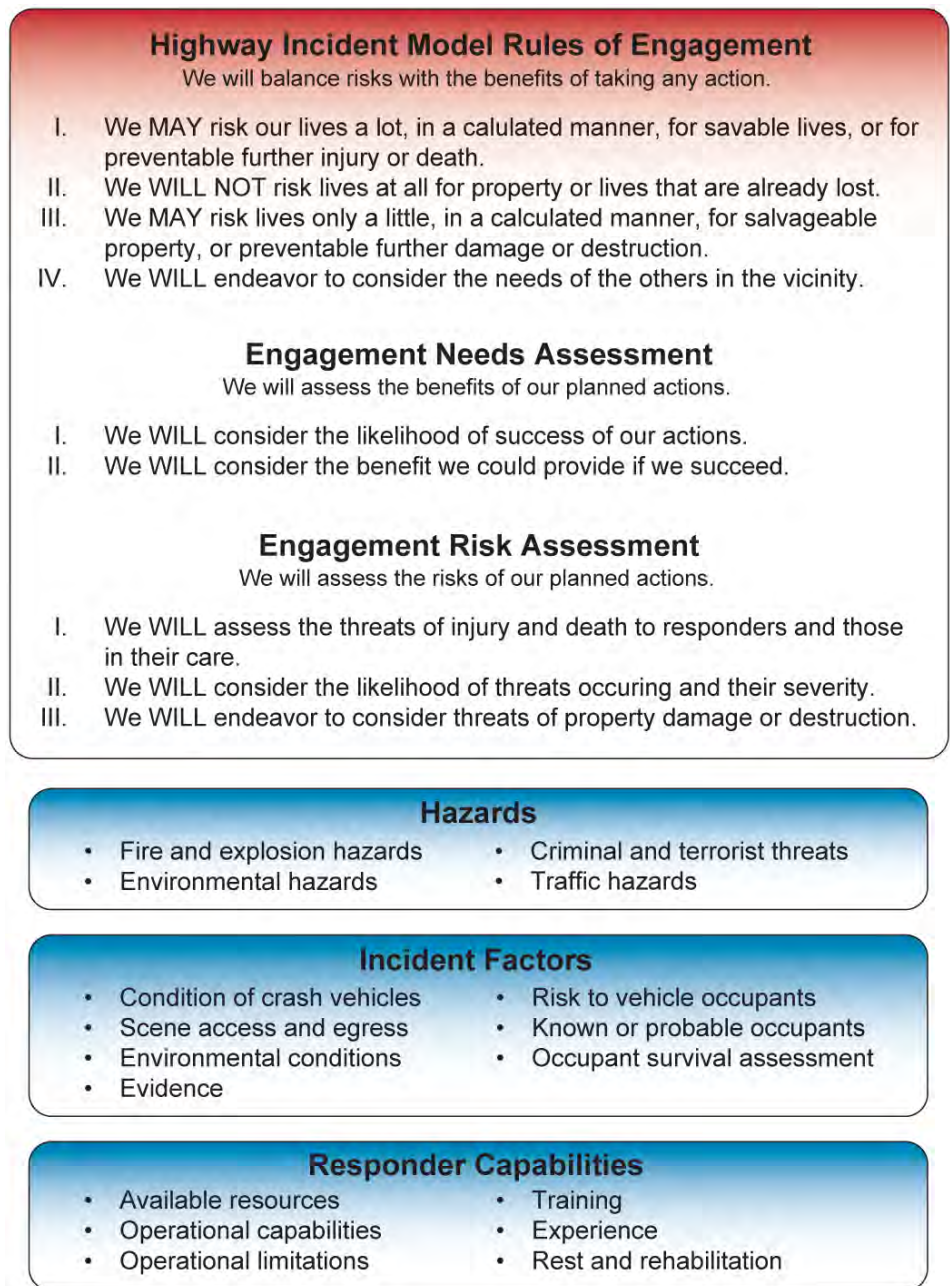 Highway Incident Model Rules of Engagement
We will balance risks with the benefits of taking any action.
I. We MAY risk our lives a lot, in a calulated manner, for savable lives, or for
preventable further injury or death.
II. We WILL NOT risk lives at all for property or lives that are already lost.
III. We MAY risk lives only a little, in a calculated manner, for salvageable
property, or preventable further damage or destruction.
IV. We WILL endeavor to consider the needs of the others in the vicinity.
Engagement Needs Assessment
We will assess the benefits of our planned actions.
I. We WILL consider the likelihood of success of our actions.
II. We WILL consider the benefit we could provide if we succeed.
Engagement Risk Assessment
We will assess the risks of our planned actions.
I. We WILL assess the threats of injury and death to responders and those
in their care.
II. We WILL consider the likelihood of threats occuring and their severity.
III. We WILL endeavor to consider threats of property damage or destruction.
Hazards
• Fire and explosion hazards
• Environmental hazards
• Criminal and terrorist threats
• Traffic hazards
Incident Factors
• Condition of crash vehicles
• Scene access and egress
• Environmental conditions
• Evidence
• Risk to vehicle occupants
• Known or probable occupants
• Occupant survival assessment
Responder Capabilities
• Available resources
• Operational capabilities
• Operational limitations
• Training
• Experience
• Rest and rehabilitation